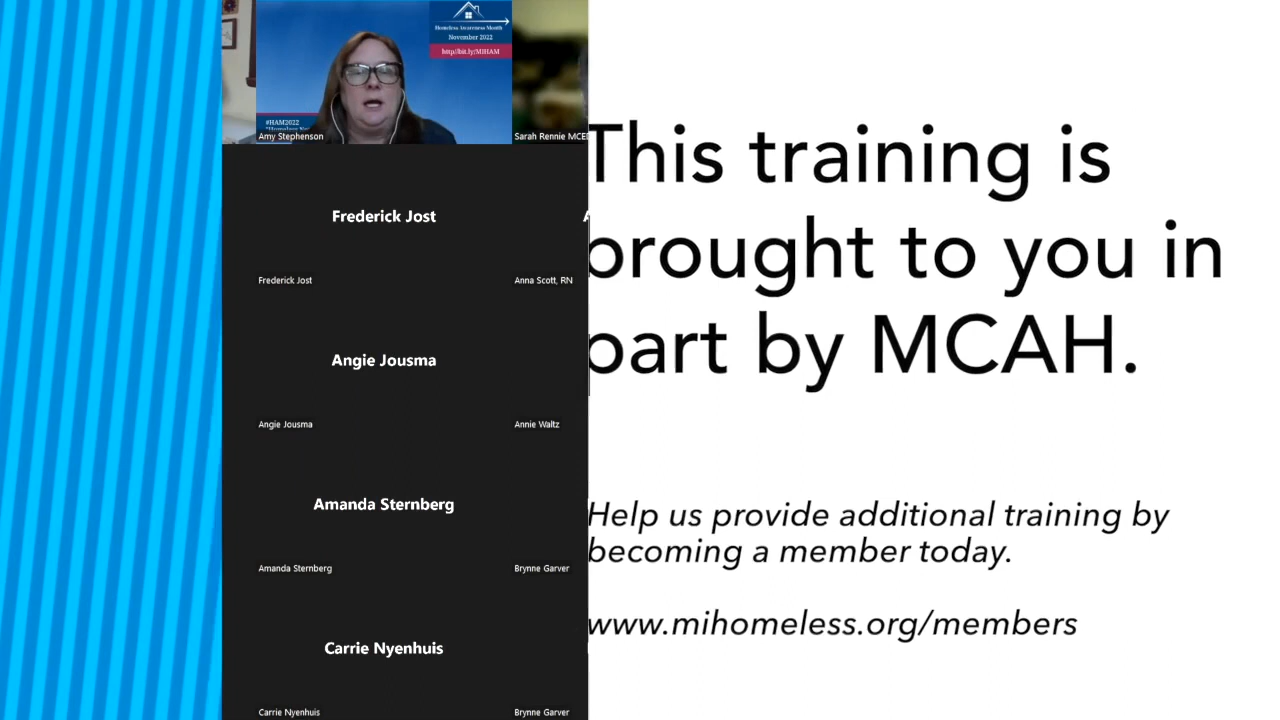 Homeless Awareness Month
November 2022
http://bit.ly/MIHAM
#HAM2022
Amy Stephenson
Sarah Rennie MCE
Frederick Jost
Frederick Jost
Anna Scott, RN
Angie Jousma
Angie Jousma
Annie Waltz
Amanda Sternberg
Amanda Sternberg
Brynne Garver
Carrie Nyenhuis
Carrie Nyenhuis
Brynne Garver
This training is
brought to you in
part by MCAH.
Help us provide additional training by
becoming a member today.
www.mihomeless.org/members